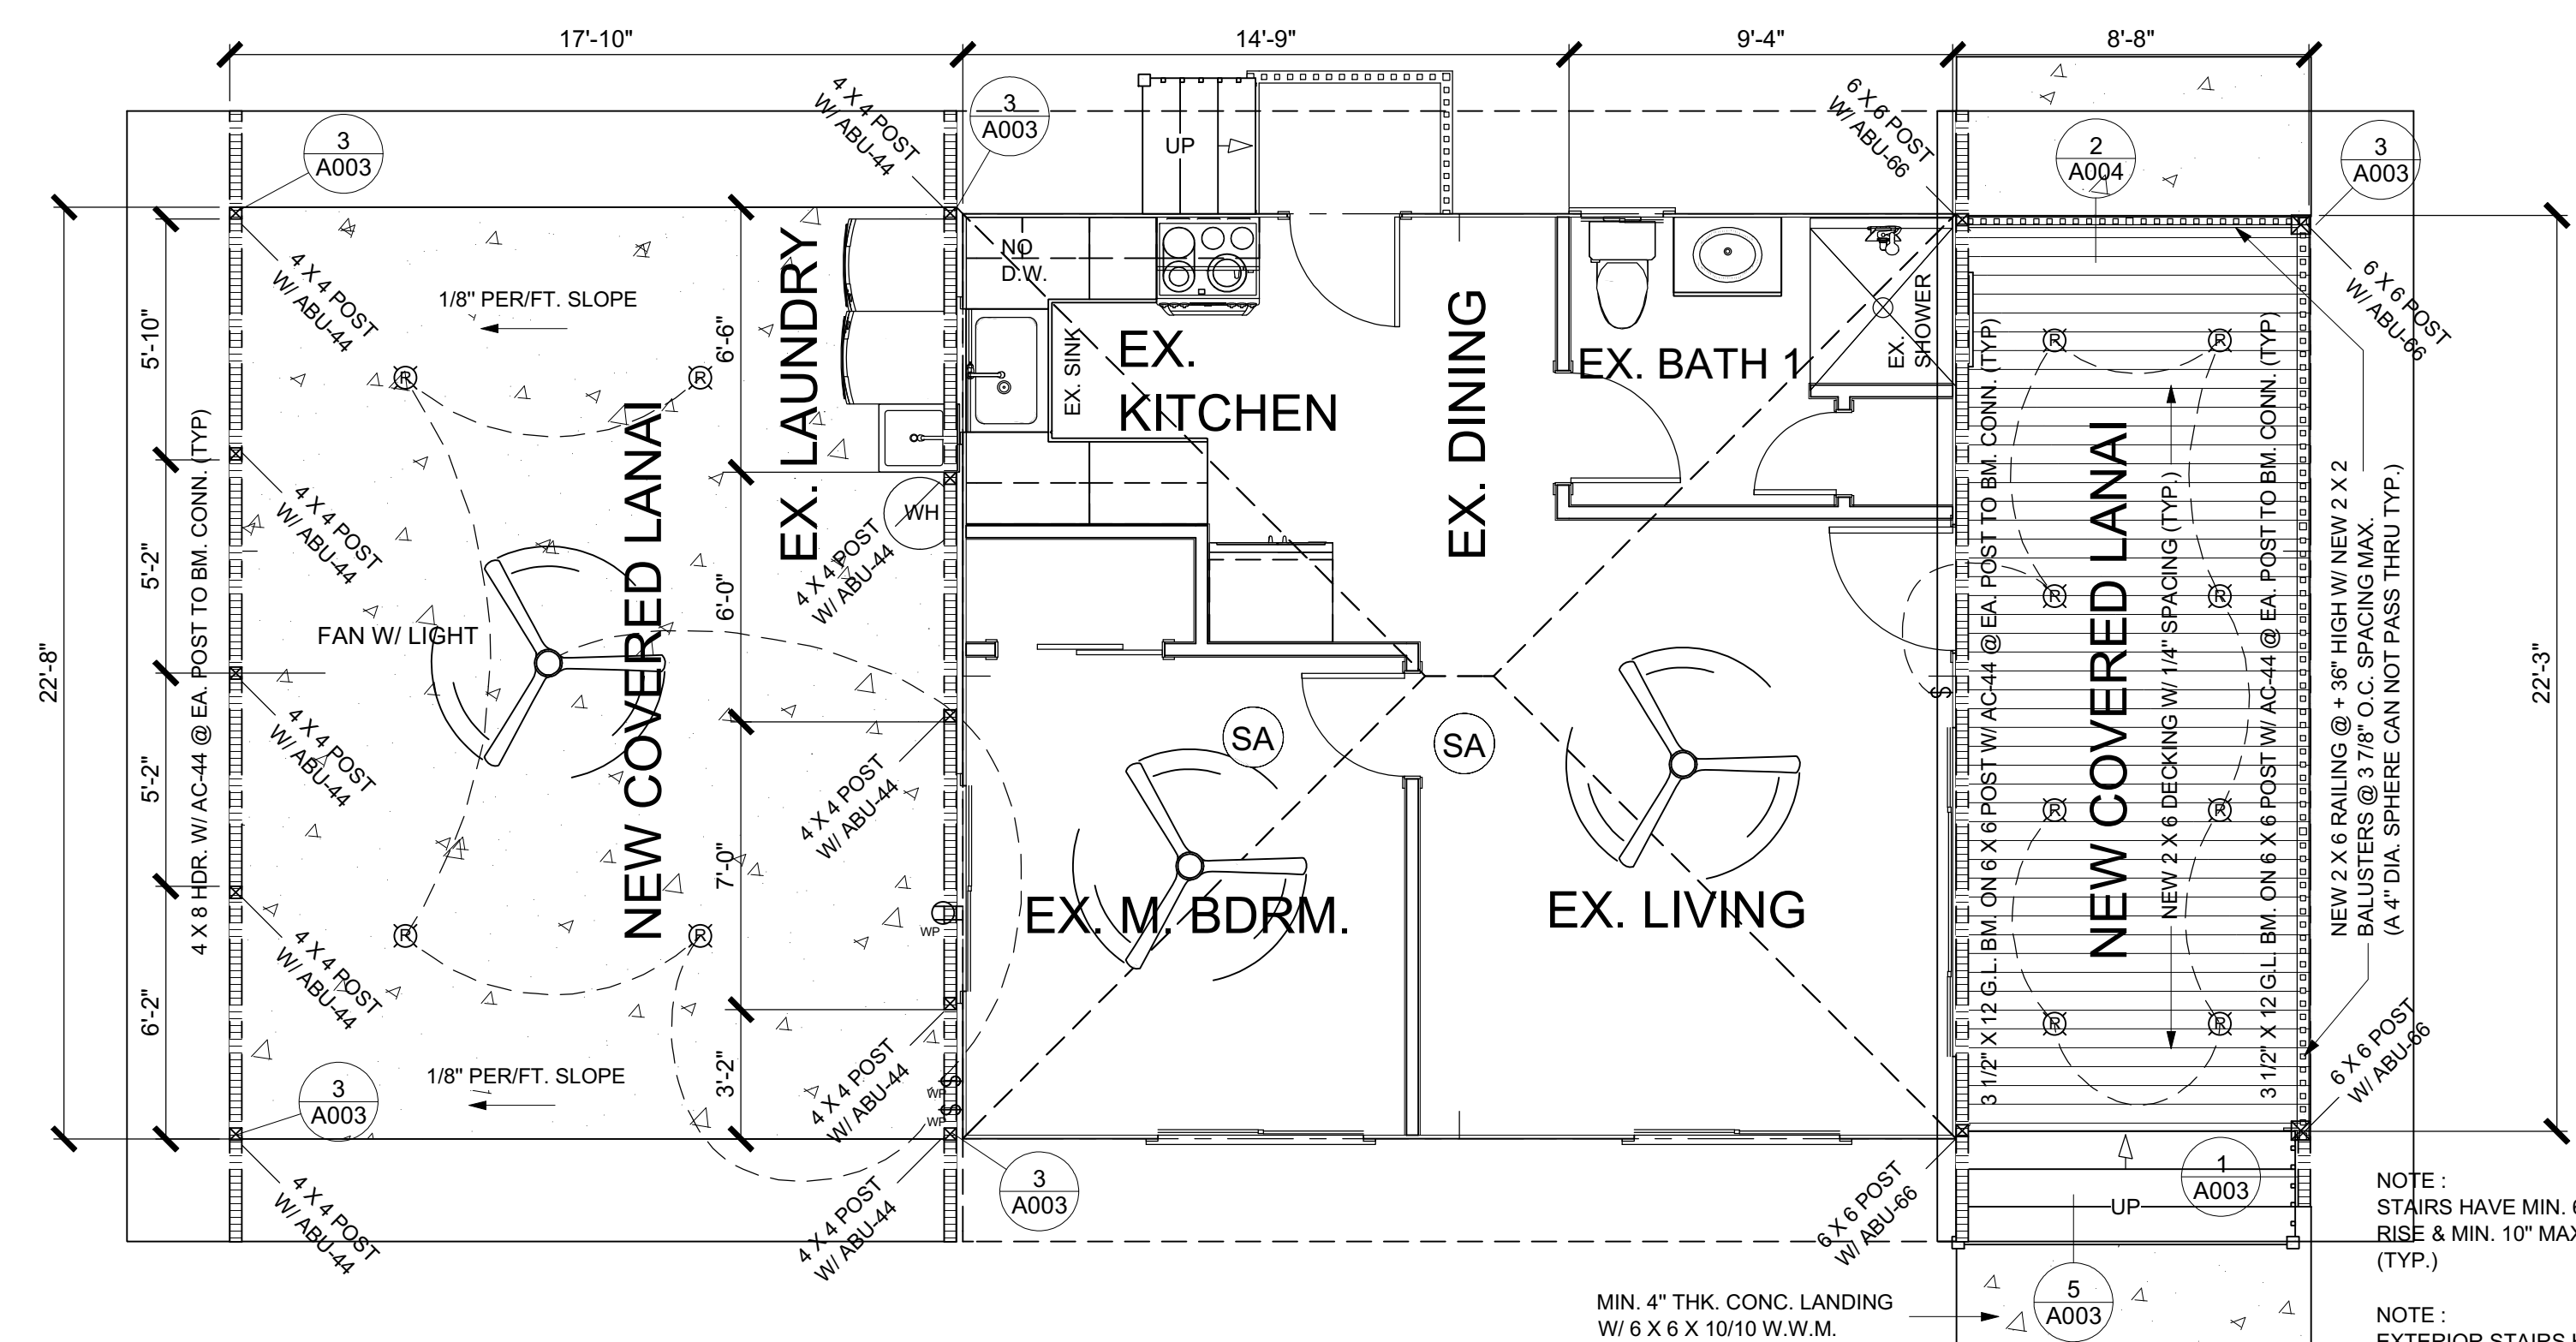 17'-10"
14'-9"
9'-4"
8'-8"
4 X 4 POST
W/ ABU-44
3
A003
3
A003
UP
6 X 6 POST
W/ ABU-66
2
A004
3
A003
4 X 4 POST
W/ ABU-44
1/8" PER/FT. SLOPE
5'-10"
6'-6"
EX. LAUNDRY
NO
D.W.
EX. SINK
EX.
KITCHEN
EX. DINING
EX. BATH 1
EX.
SHOWER
6 X 6 POST
W/ ABU-66
R
R
R
R
4 X 8 HDR. W/ AC-44 @ EA. POST TO BM. CONN. (TYP)
NEW COVERED LANAI
4 X 4 POST
W/ ABU-44
WH
4 X 4 POST
W/ ABU-44
5'-2"
6'-0"
FAN W/ LIGHT
22'-8"
3 1/2" X 12 G.L. BM. ON 6 X 6 POST W/ AC-44 @ EA. POST TO BM. CONN. (TYP)
NEW COVERED LANAI
NEW 2 X 6 DECKING W/ 1/4" SPACING (TYP.)
3 1/2" X 12 G.L. BM. ON 6 X 6 POST W/ AC-44 @ EA. POST TO BM. CONN. (TYP)
NEW 2 X 6 RAILING @ + 36" HIGH W/ NEW 2 X 2
BALUSTERS @ 3 7/8" O.C. SPACING MAX.
(A 4" DIA. SPHERE CAN NOT PASS THRU TYP.)
22'-3"
R
R
4 X 4 POST
W/ ABU-44
5'-2"
4 X 4 POST
W/ ABU-44
7'-0"
SA
SA
$
R
R
EX. M. BDRM.
EX. LIVING
WP
R
R
4 X 4 POST
W/ ABU-44
6'-2"
R
R
3
A003
1/8" PER/FT. SLOPE
3'-2"
4 X 4 POST
W/ ABU-44
$
WP
$
WP
6 X 6 POST
W/ ABU-66
4 X 4 POST
W/ ABU-44
4 X 4 POST
W/ ABU-44
3
A003
6 X 6 POST
W/ ABU-66
UP
1
A003
NOTE :
STAIRS HAVE MIN. 6
RISE & MIN. 10" MAX
(TYP.)
MIN. 4" THK. CONC. LANDING
W/ 6 X 6 X 10/10 W.W.M.
5
A003
NOTE :
EXTERIOR STAIRS